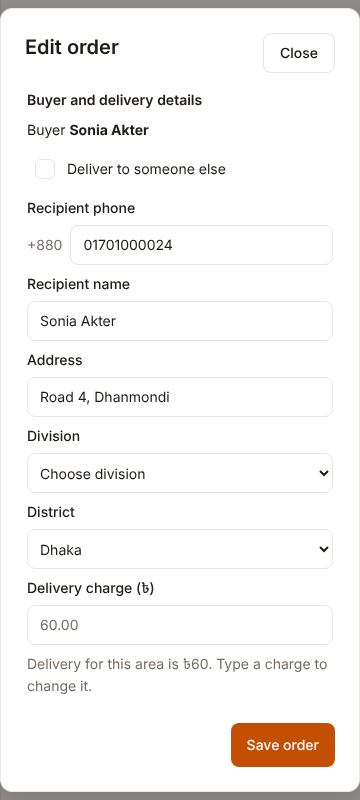 Edit order
Close
Buyer and delivery details
Buyer Sonia Akter
Deliver to someone else
Recipient phone
+880 01701000024
Recipient name
Sonia Akter
Address
Road 4, Dhanmondi
Division
Choose division
District
Dhaka
Delivery charge (৳)
60.00
Delivery for this area is ৳60. Type a charge to
change it.
Save order